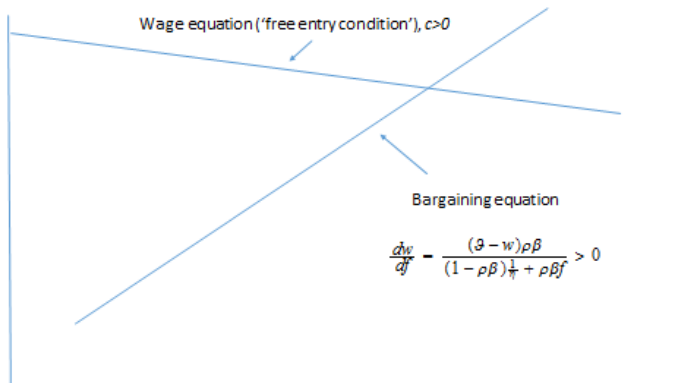 Wage equation ('free entry condition'), c>0
Bargaining equation
dw/df = (ϑ − w)ρβ / ((1 − ρβ) 1/η + ρβf) > 0